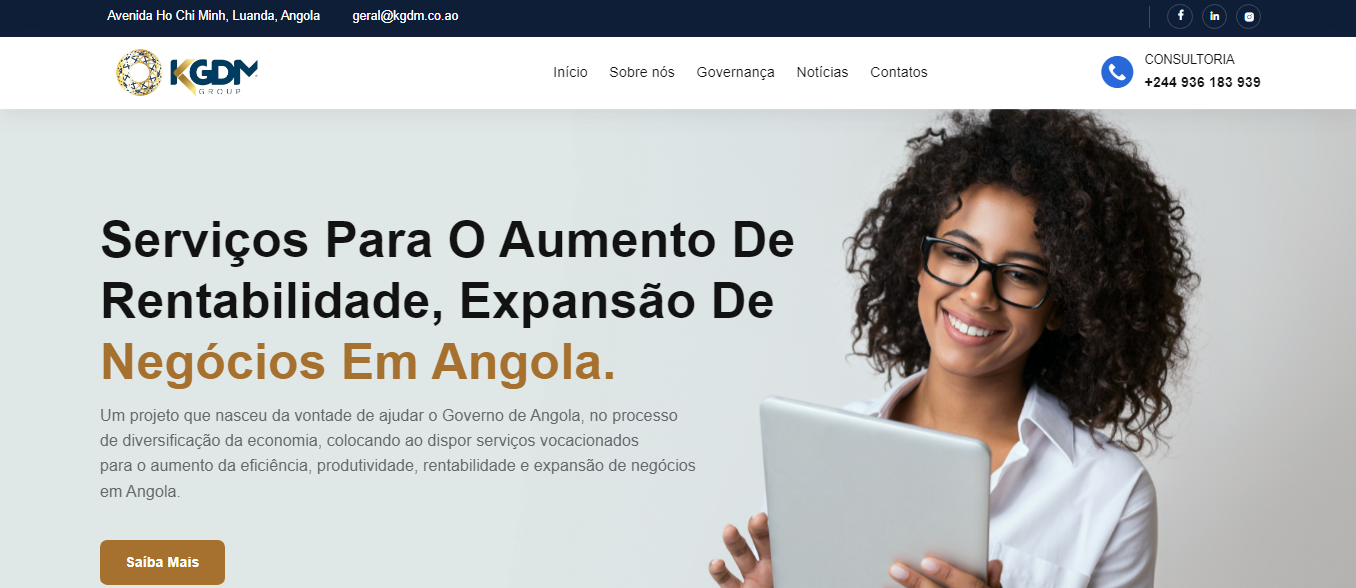 Avenida Ho Chi Minh, Luanda, Angola geral@kgdm.co.ao
KGDM
GROUP
Início Sobre nós Governança Notícias Contatos
CONSULTORIA
+244 936 183 939
Serviços Para O Aumento De
Rentabilidade, Expansão De
Negócios Em Angola.
Um projeto que nasceu da vontade de ajudar o Governo de Angola, no processo
de diversificação da economia, colocando ao dispor serviços vocacionados
para o aumento da eficiência, produtividade, rentabilidade e expansão de negócios
em Angola.
Saíba Mais